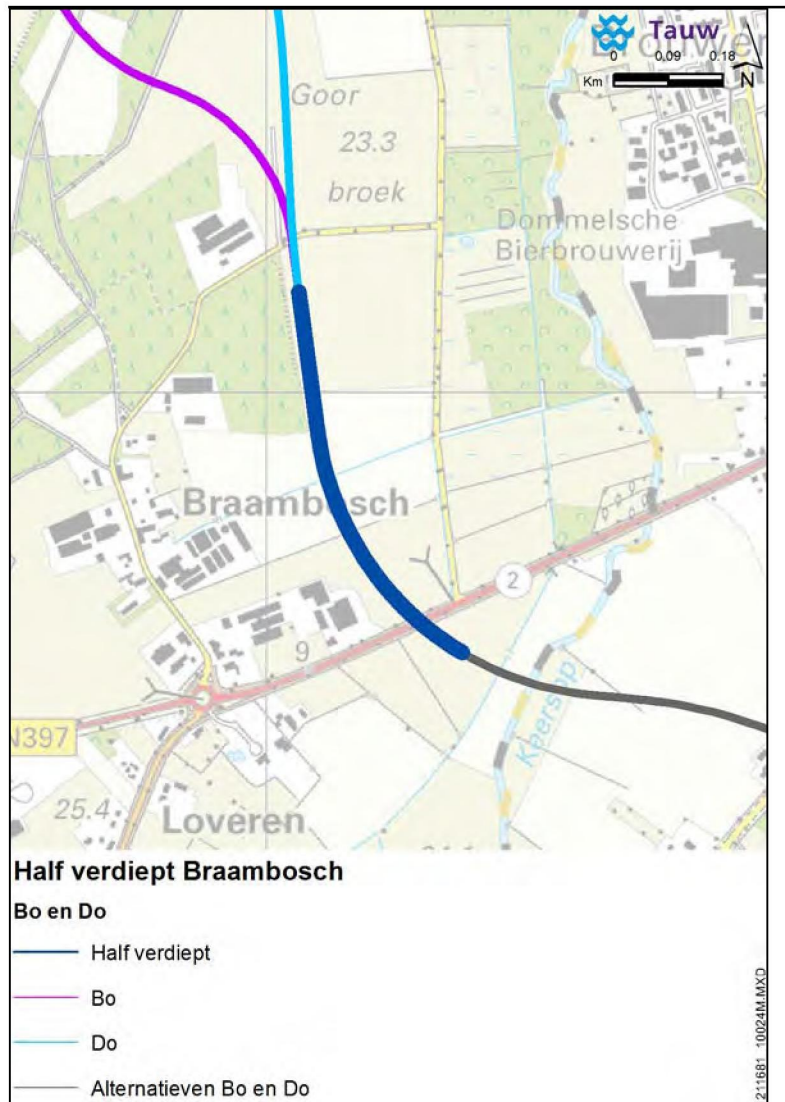 Tauw
Brouwer
0 0,09 0,18
Km
N
Goor
23.3
broek
Dommelsche
Bierbrouwerij
Braambosch
2
9
N397
Keersop
25.4
Loveren
Half verdiept Braambosch
Bo en Do
Half verdiept
Bo
Do
Alternatieven Bo en Do
211681 10024M.MXD